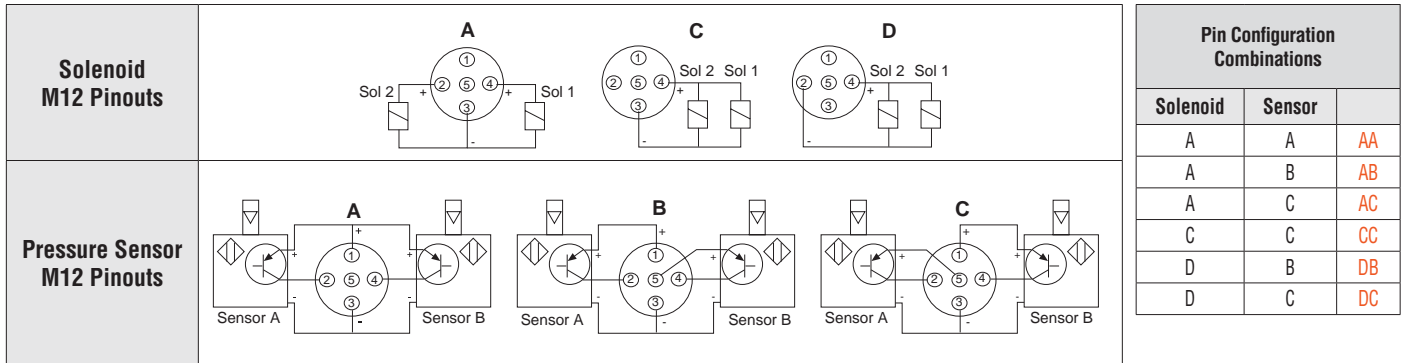 Solenoid
M12 Pinouts
A
1
2 5 4
3
Sol 2
+
+
Sol 1
-
C
1
2 5 4
3
Sol 2 Sol 1
+
-
D
1
2 5 4
3
Sol 2 Sol 1
+
-
Pressure Sensor
M12 Pinouts
A
+
1
+ +
2 5 4
- -
3
-
Sensor A
Sensor B
B
+
1
+ +
2 5 4
- -
3
-
Sensor A
Sensor B
C
+
1
+ +
2 5 4
- -
3
-
Sensor A
Sensor B
Pin Configuration
Combinations
Solenoid Sensor
A A AA
A B AB
A C AC
C C CC
D B DB
D C DC